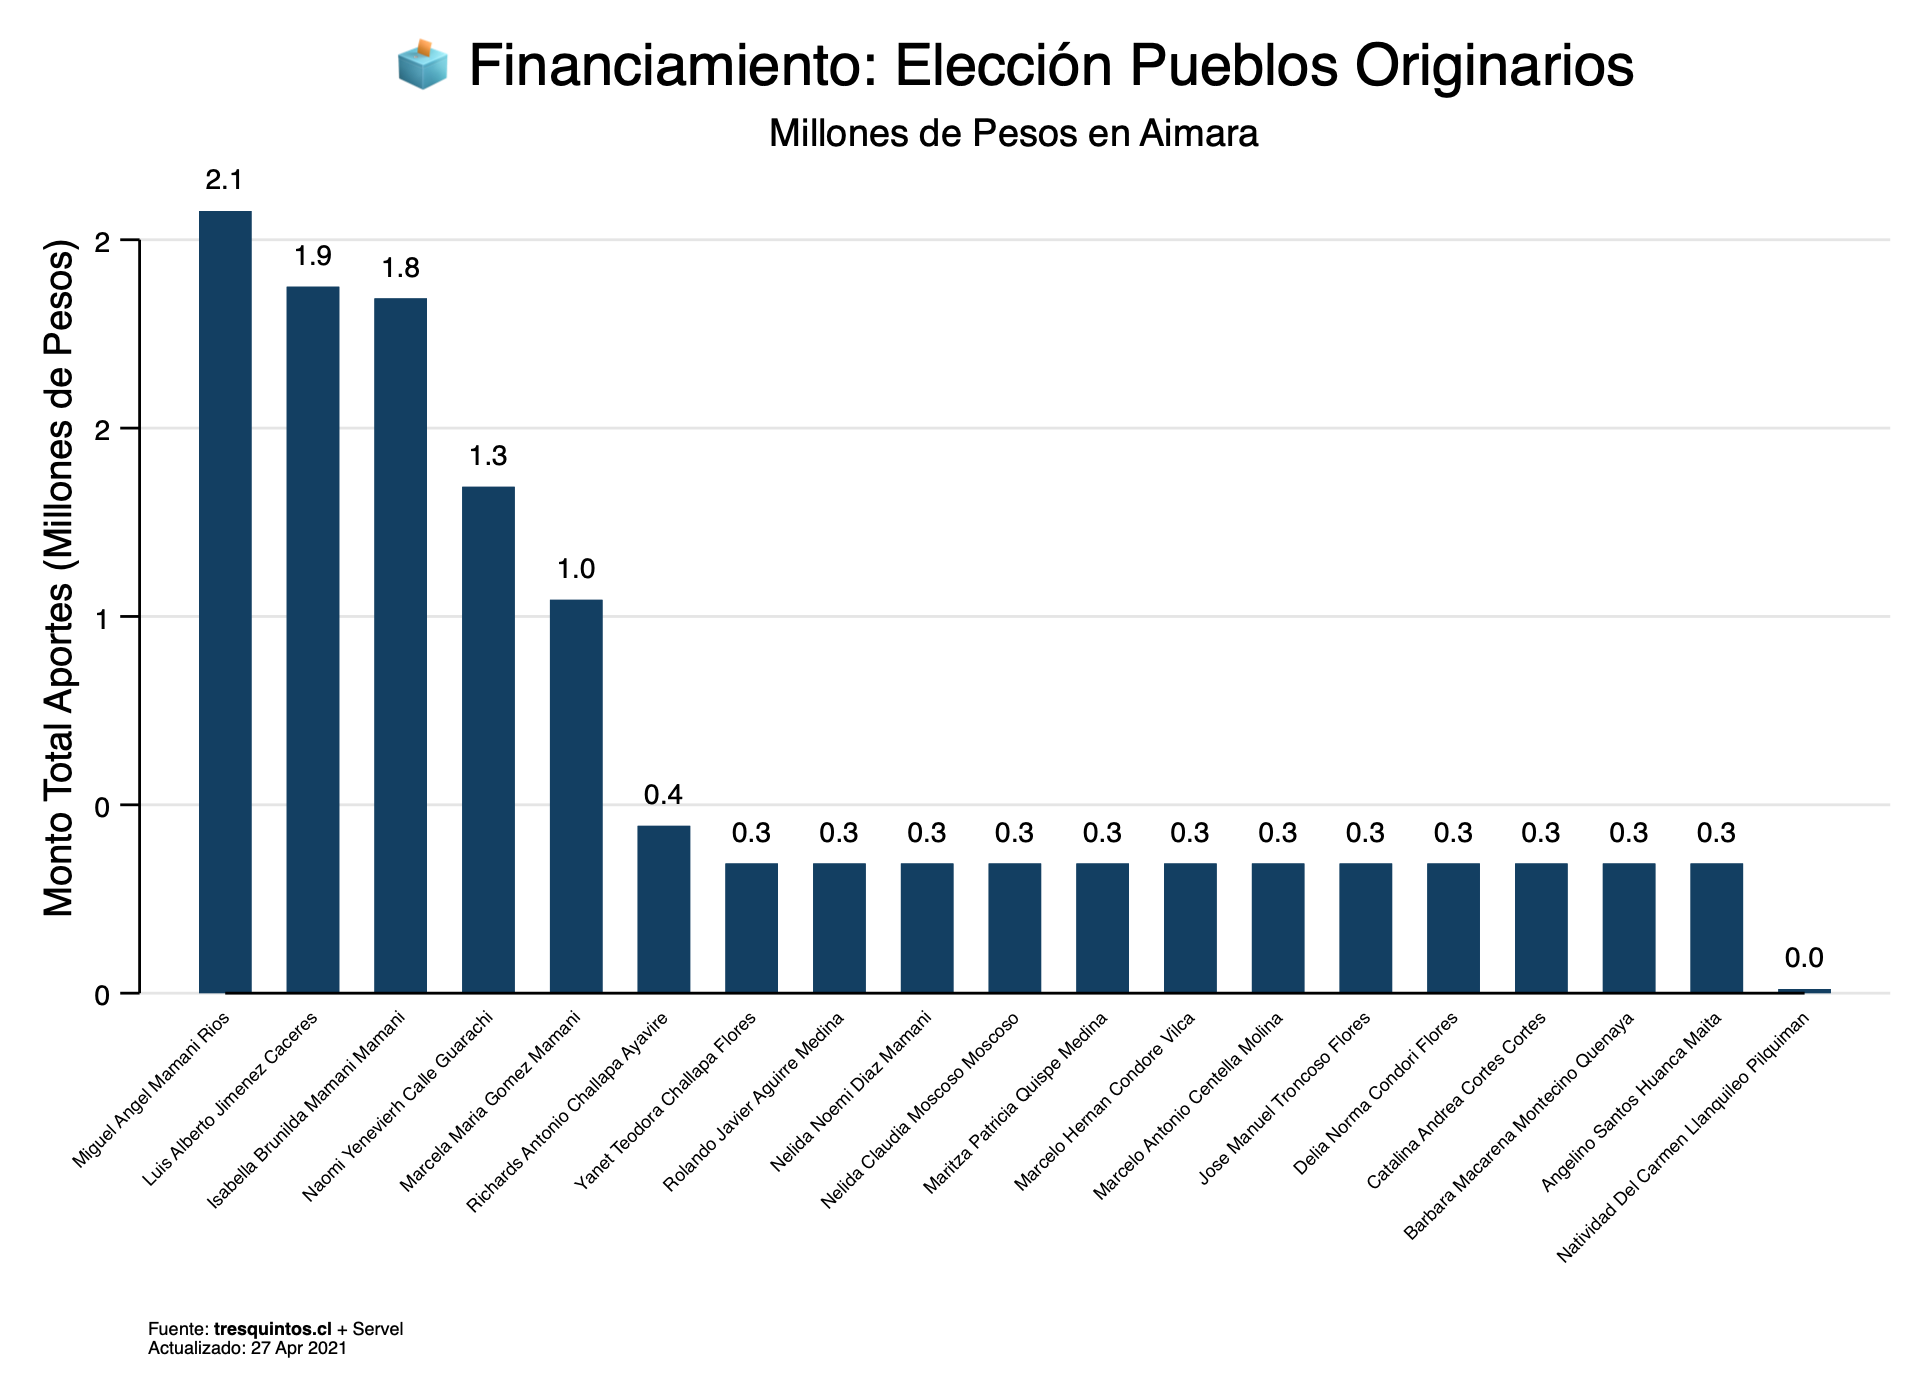 Financiamiento: Elección Pueblos Originarios
Millones de Pesos en Aimara
Monto Total Aportes (Millones de Pesos)
2
2
1
0
0
2.1
1.9
1.8
1.3
1.0
0.4
0.3
0.3
0.3
0.3
0.3
0.3
0.3
0.3
0.3
0.3
0.3
0.3
0.0
Miguel Angel Mamani Rios
Luis Alberto Jimenez Caceres
Isabella Brunilda Mamani Mamani
Naomi Yenevierh Calle Guarachi
Marcela Maria Gomez Mamani
Richards Antonio Challapa Ayavire
Yanet Teodora Challapa Flores
Rolando Javier Aguirre Medina
Nelida Noemi Diaz Mamani
Nelida Claudia Moscoso Moscoso
Maritza Patricia Quispe Medina
Marcelo Hernan Condore Vilca
Marcelo Antonio Centella Molina
Jose Manuel Troncoso Flores
Delia Norma Condori Flores
Catalina Andrea Cortes Cortes
Barbara Macarena Montecino Quenaya
Angelino Santos Huanca Maita
Natividad Del Carmen Llanquileo Pilquiman
Fuente: tresquintos.cl + Servel
Actualizado: 27 Apr 2021